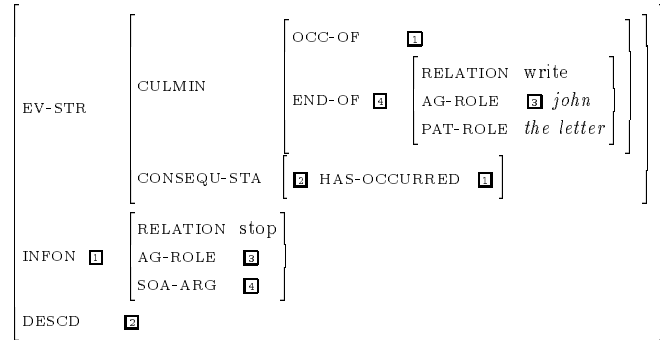 OCC-OF 1
RELATION write
CULMIN
END-OF 4 AG-ROLE 3 john
EV-STR
PAT-ROLE the letter
CONSEQU-STA 2 HAS-OCCURRED 1
RELATION stop
INFON 1 AG-ROLE 3
SOA-ARG 4
DESCD 2